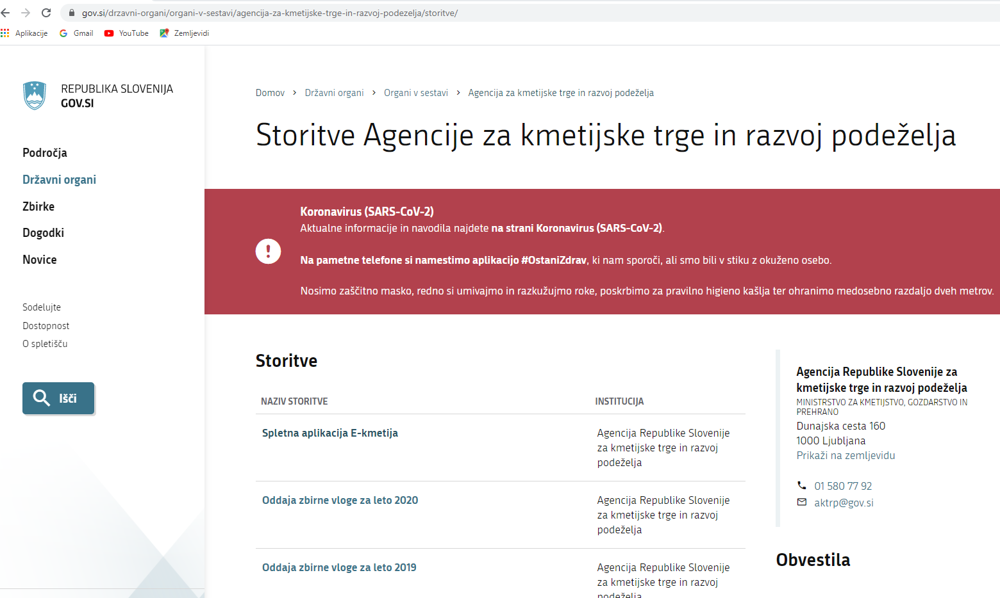 gov.si/drzavni-organi/organi-v-sestavi/agencija-za-kmetijske-trge-in-razvoj-podezelja/storitve/
Aplikacije Gmail YouTube Zemljevidi
REPUBLIKA SLOVENIJA
GOV.SI
Področja
Državni organi
Zbirke
Dogodki
Novice
Sodelujte
Dostopnost
O spletišču
Išči
Domov > Državni organi > Organi v sestavi > Agencija za kmetijske trge in razvoj podeželja
Storitve Agencije za kmetijske trge in razvoj podeželja
Koronavirus (SARS-CoV-2)
Aktualne informacije in navodila najdete na strani Koronavirus (SARS-CoV-2).
Na pametne telefone si namestimo aplikacijo #OstaniZdrav, ki nam sporoči, ali smo bili v stiku z okuženo osebo.
Nosimo zaščitno masko, redno si umivajmo in razkužujmo roke, poskrbimo za pravilno higieno kašlja ter ohranimo medosebno razdaljo dveh metrov.
Storitve
NAZIV STORITVE INSTITUCIJA
Spletna aplikacija E-kmetija
Agencija Republike Slovenije
za kmetijske trge in razvoj
podeželja
Oddaja zbirne vloge za leto 2020
Agencija Republike Slovenije
za kmetijske trge in razvoj
podeželja
Oddaja zbirne vloge za leto 2019
Agencija Republike Slovenije
za kmetijske trge in razvoj
podeželja
Agencija Republike Slovenije za
kmetijske trge in razvoj podeželja
MINISTRSTVO ZA KMETIJSTVO, GOZDARSTVO IN
PREHRANO
Dunajska cesta 160
1000 Ljubljana
Prikaži na zemljevidu
01 580 77 92
aktrp@gov.si
Obvestila